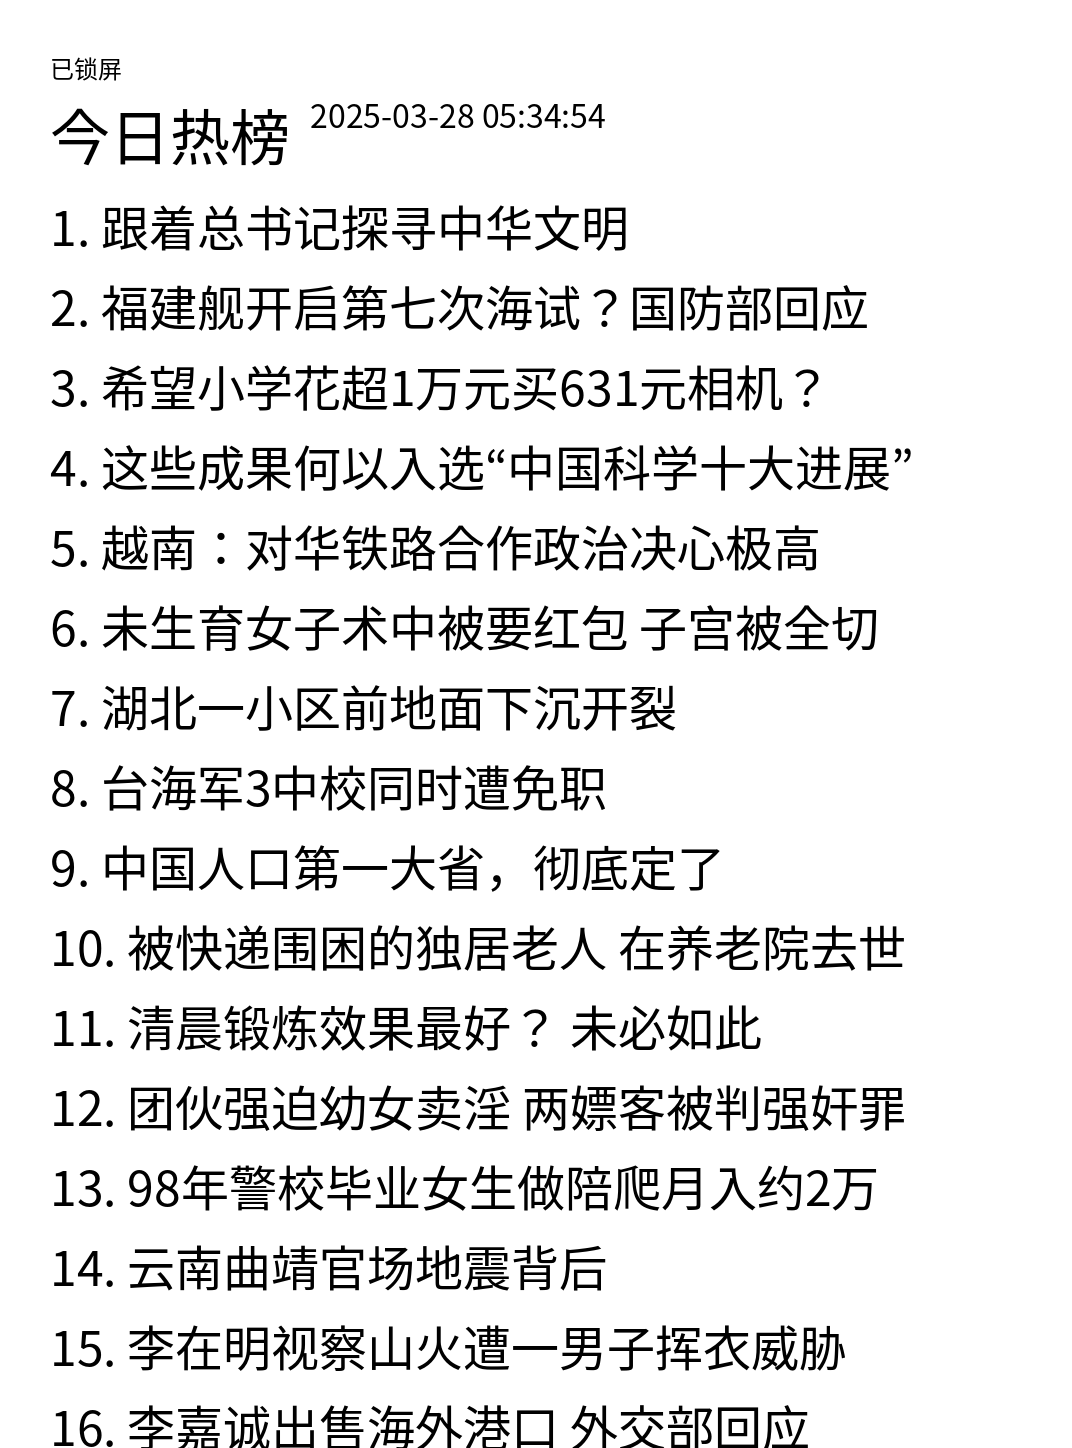 已锁屏
今日热榜 2025-03-28 05:34:54
1. 跟着总书记探寻中华文明
2. 福建舰开启第七次海试？国防部回应
3. 希望小学花超1万元买631元相机？
4. 这些成果何以入选“中国科学十大进展”
5. 越南：对华铁路合作政治决心极高
6. 未生育女子术中被要红包 子宫被全切
7. 湖北一小区前地面下沉开裂
8. 台海军3中校同时遭免职
9. 中国人口第一大省，彻底定了
10. 被快递围困的独居老人 在养老院去世
11. 清晨锻炼效果最好？ 未必如此
12. 团伙强迫幼女卖淫 两嫖客被判强奸罪
13. 98年警校毕业女生做陪爬月入约2万
14. 云南曲靖官场地震背后
15. 李在明视察山火遭一男子挥衣威胁
16. 李嘉诚出售海外港口 外交部回应